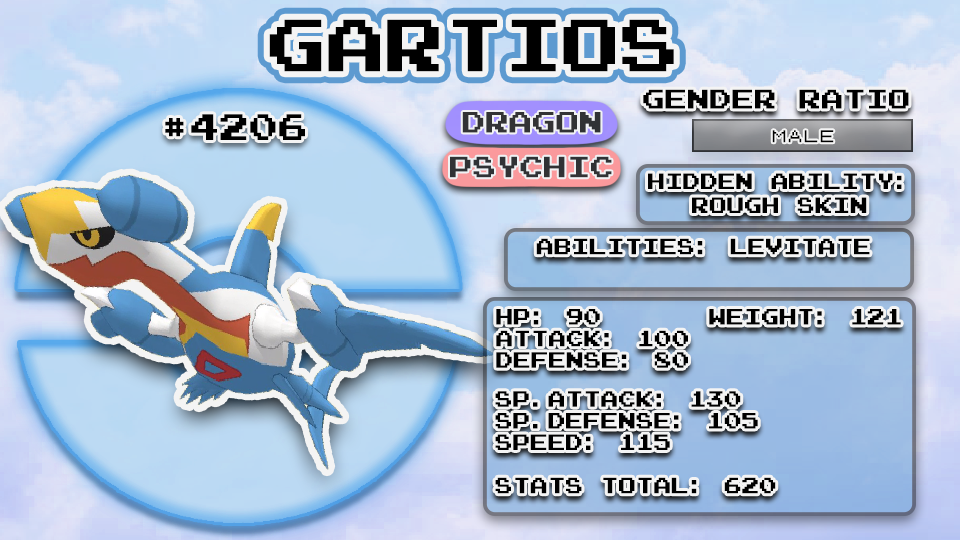 GARTIOS
#4206
DRAGON
PSYCHIC
GENDER RATIO
MALE
HIDDEN ABILITY:
ROUGH SKIN
ABILITIES: LEVITATE
HP: 90 WEIGHT: 121
ATTACK: 100
DEFENSE: 80
SP. ATTACK: 130
SP. DEFENSE: 105
SPEED: 115
STATS TOTAL: 620